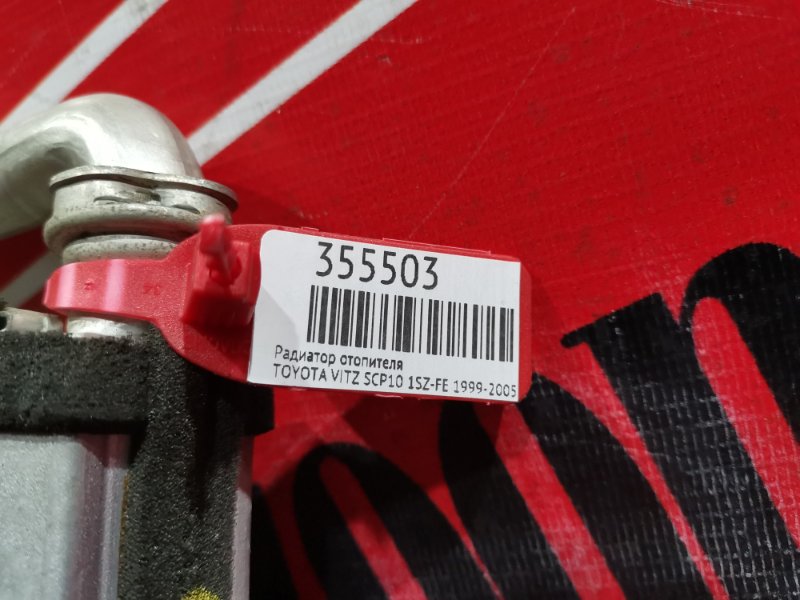 355503
Радиатор отопителя
TOYOTA VITZ SCP10 1SZ-FE 1999-2005